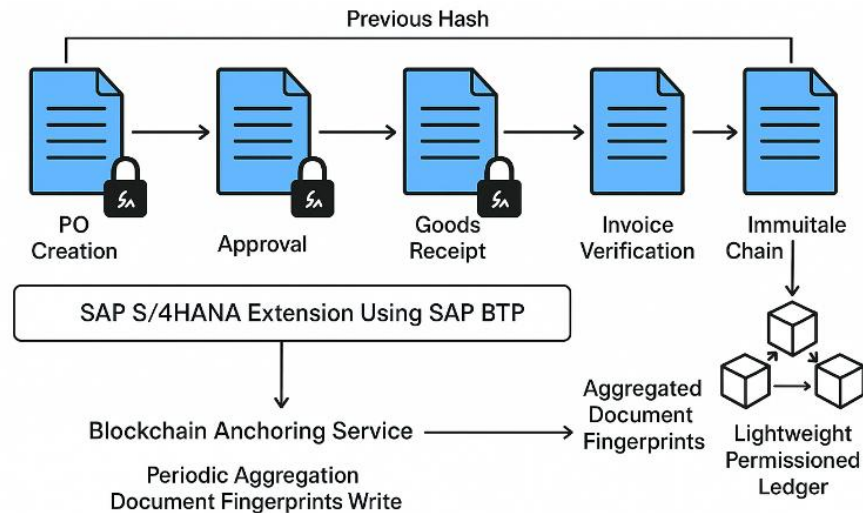 Previous Hash
PO
Creation
Approval
Goods
Receipt
Invoice
Verification
Immuitale
Chain
SAP S/4HANA Extension Using SAP BTP
Blockchain Anchoring Service
Periodic Aggregation
Document Fingerprints Write
Aggregated
Document
Fingerprints
Lightweight
Permissioned
Ledger